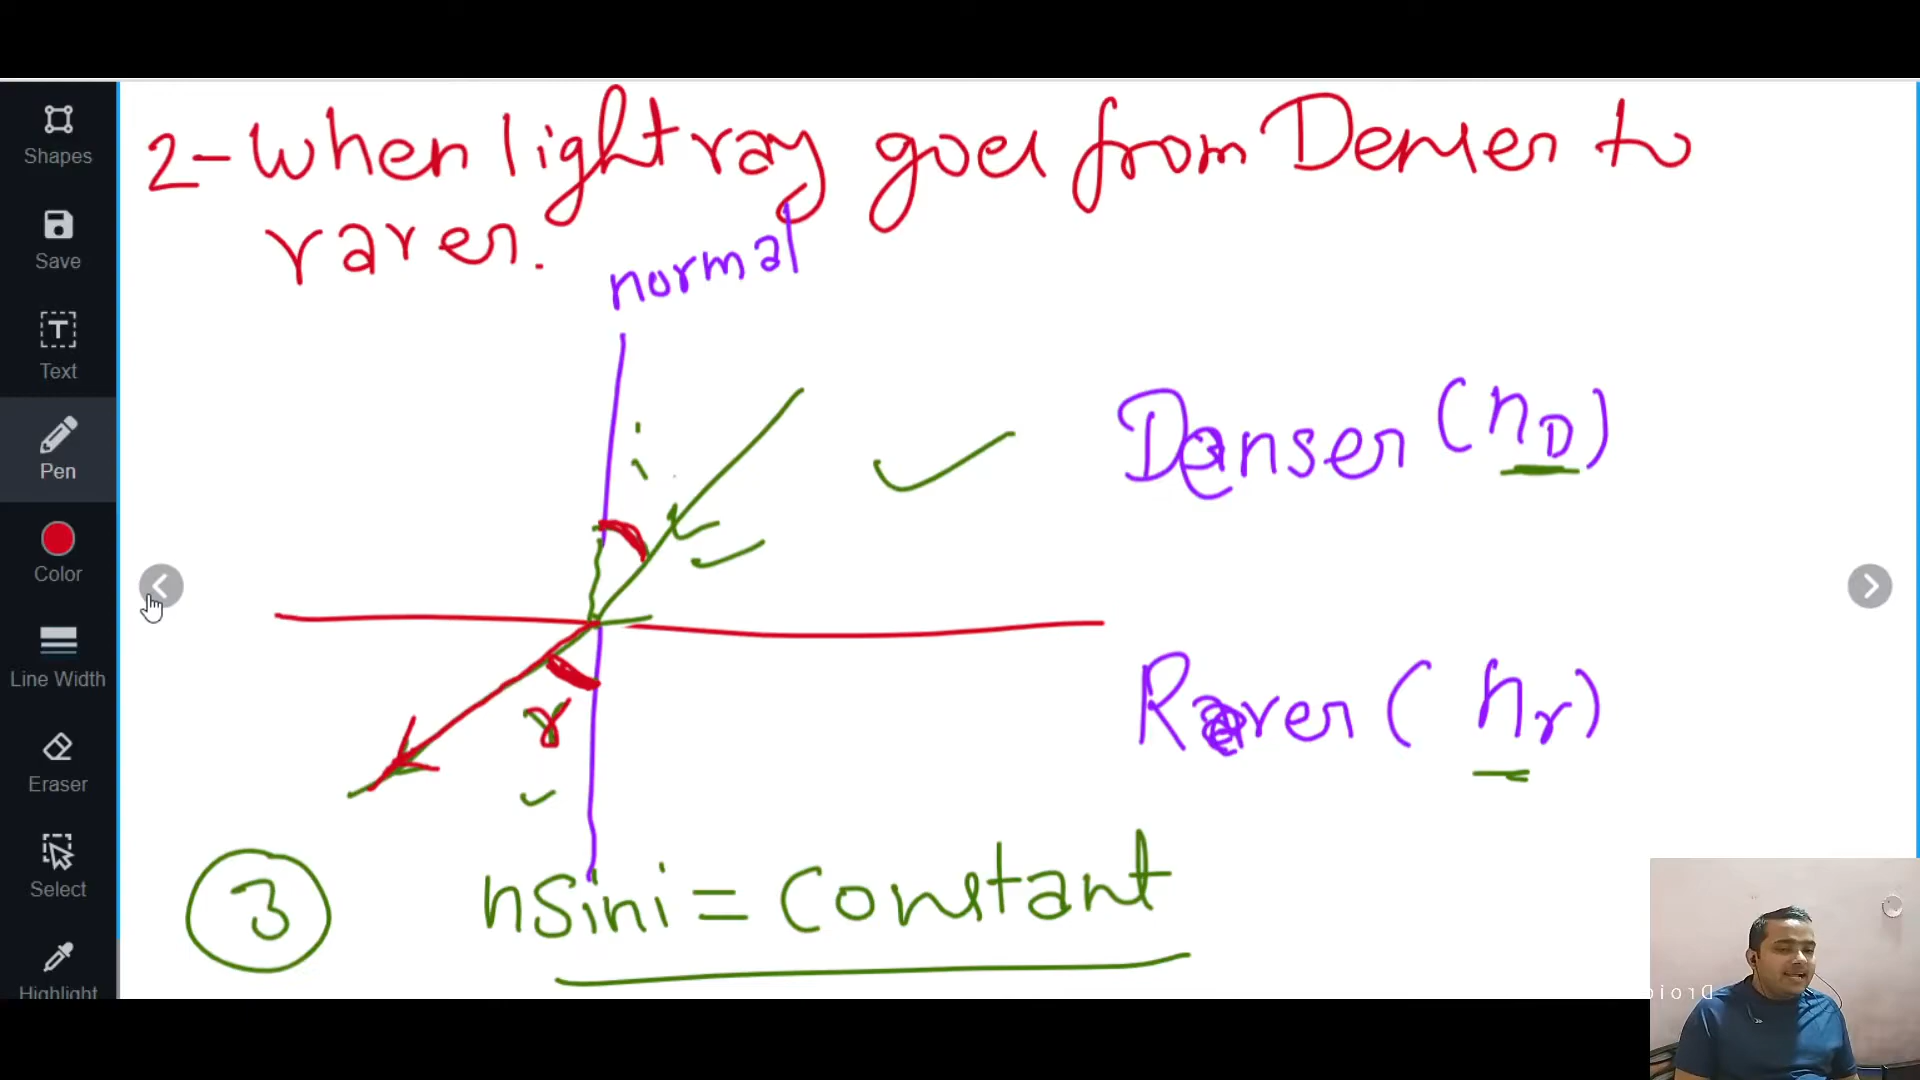 2- When light ray goes from Denser to
rarer.
normal
i
Denser (nD)
r
Rarer (nr)
3 nsini = Constant
Shapes
Save
Text
Pen
Color
Line Width
Eraser
Select
Highlight